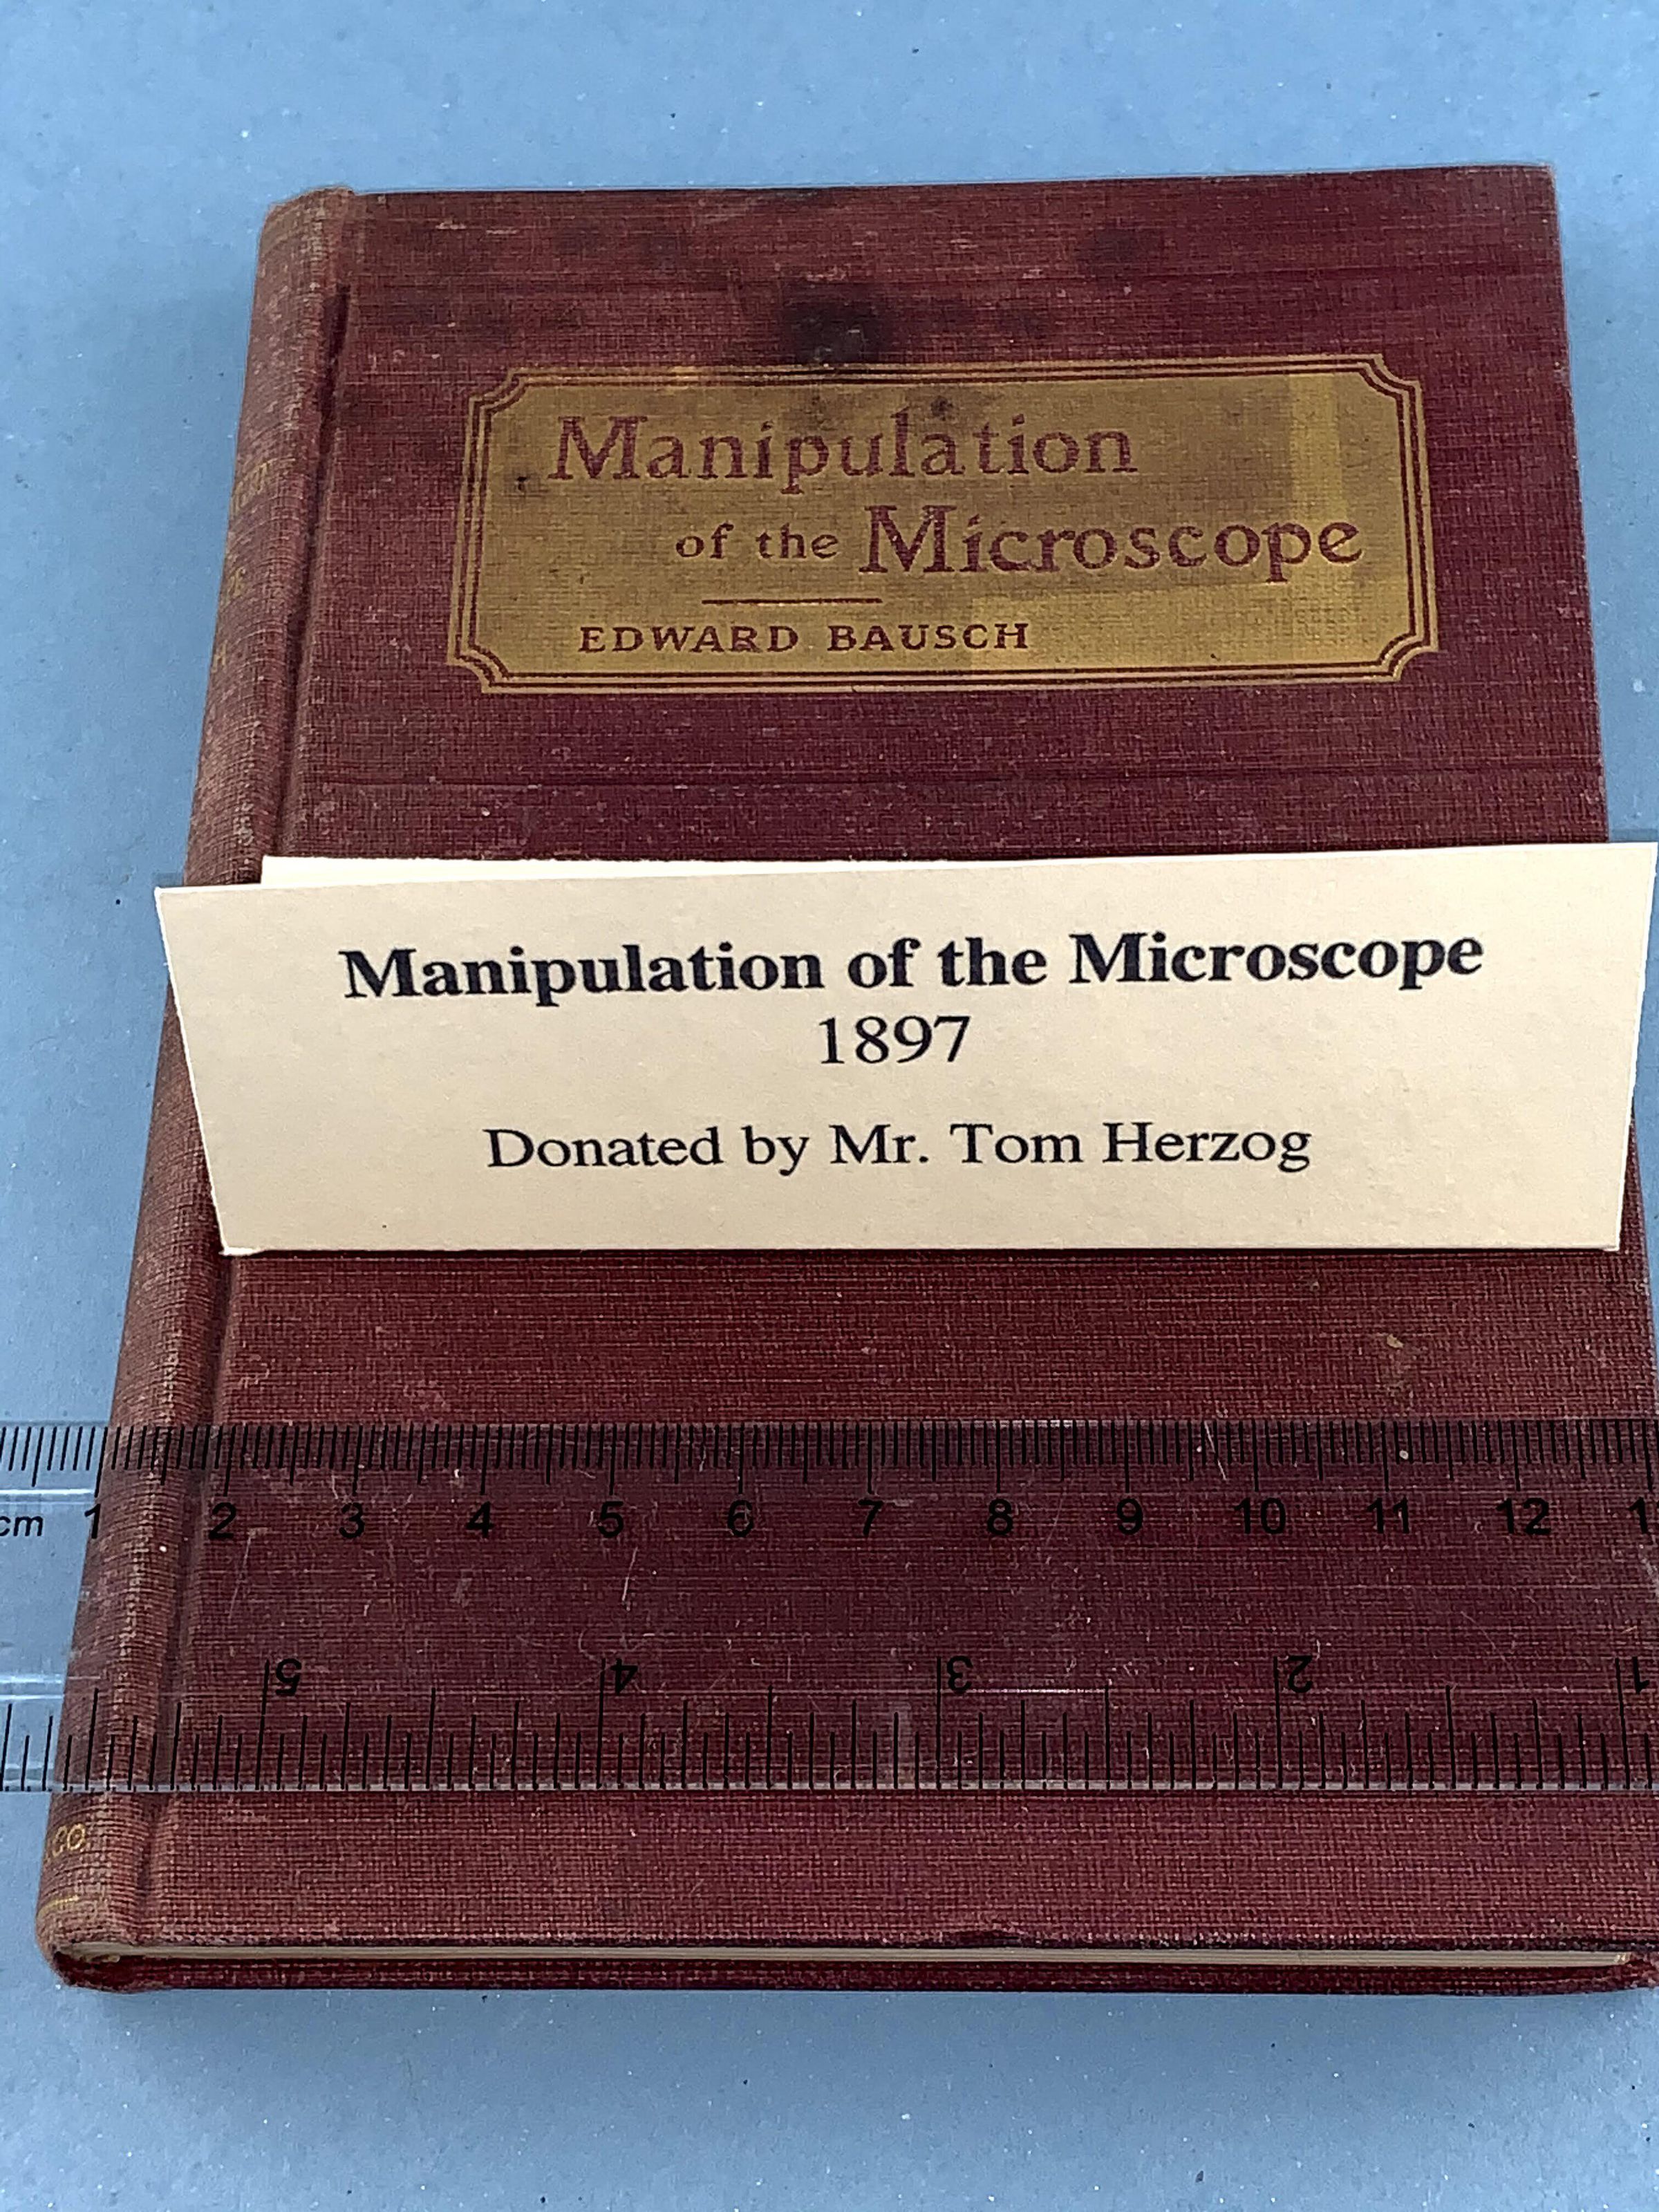 Manipulation
of the Microscope
EDWARD BAUSCH
Manipulation of the Microscope
1897
Donated by Mr. Tom Herzog
cm 1 2 3 4 5 6 7 8 9 10 11 12
5 4 3 2 1
CO.